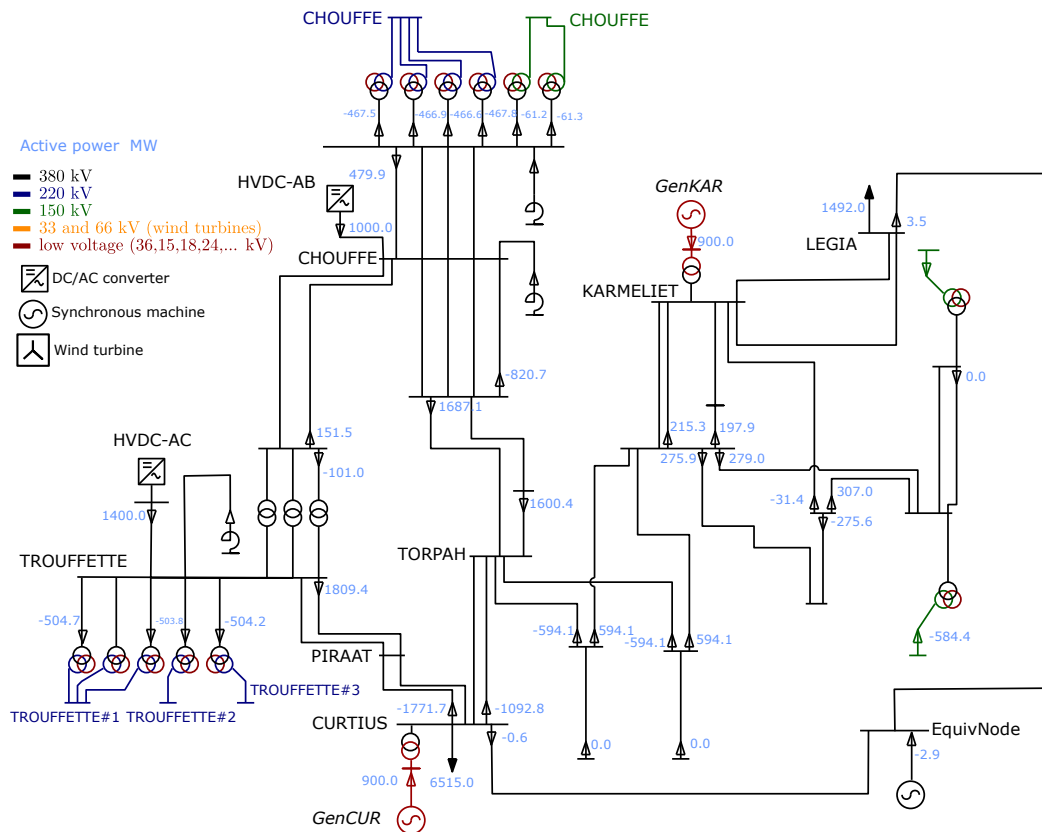 CHOUFFE
CHOUFFE
-467.5
-466.9
-466.6
-467.8
-61.2
-61.3
Active power  MW
380 kV
220 kV
150 kV
33 and 66 kV (wind turbines)
low voltage (36,15,18,24,... kV)
DC/AC converter
Synchronous machine
Wind turbine
479.9
HVDC-AB
1000.0
CHOUFFE
GenKAR
900.0
KARMELIET
1492.0
3.5
LEGIA
0.0
-820.7
1687.1
151.5
-101.0
HVDC-AC
1400.0
215.3
197.9
275.9
279.0
-31.4
307.0
-275.6
1600.4
TORPAH
TROUFFETTE
1809.4
-504.7
-503.8
-504.2
-594.1
594.1
-594.1
594.1
-584.4
PIRAAT
TROUFFETTE#3
TROUFFETTE#1
TROUFFETTE#2
-1771.7
-1092.8
CURTIUS
-0.6
EquivNode
0.0
0.0
-2.9
900.0
6515.0
GenCUR